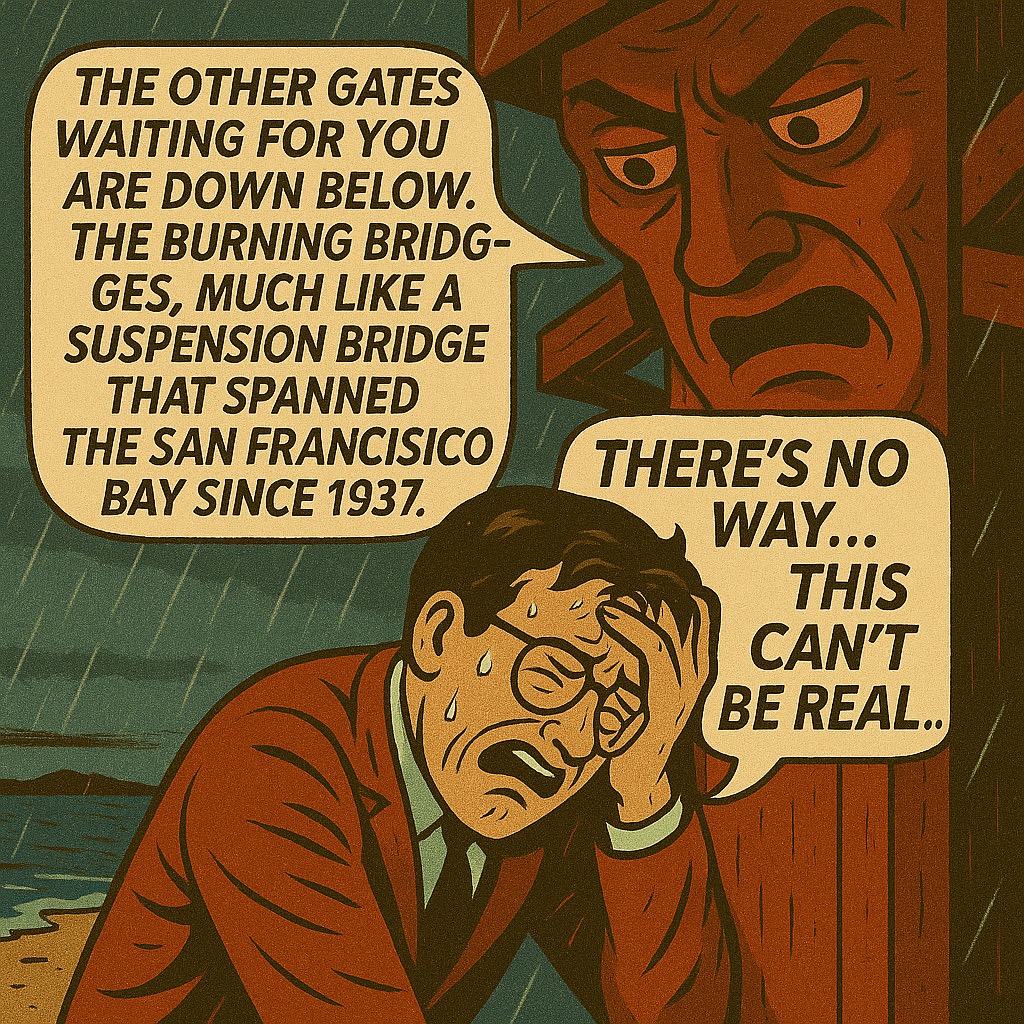 THE OTHER GATES
WAITING FOR YOU
ARE DOWN BELOW.
THE BURNING BRIDG-
GES, MUCH LIKE A
SUSPENSION BRIDGE
THAT SPANNED
THE SAN FRANCISICO
BAY SINCE 1937.
THERE'S NO
WAY...
THIS
CAN'T
BE REAL..